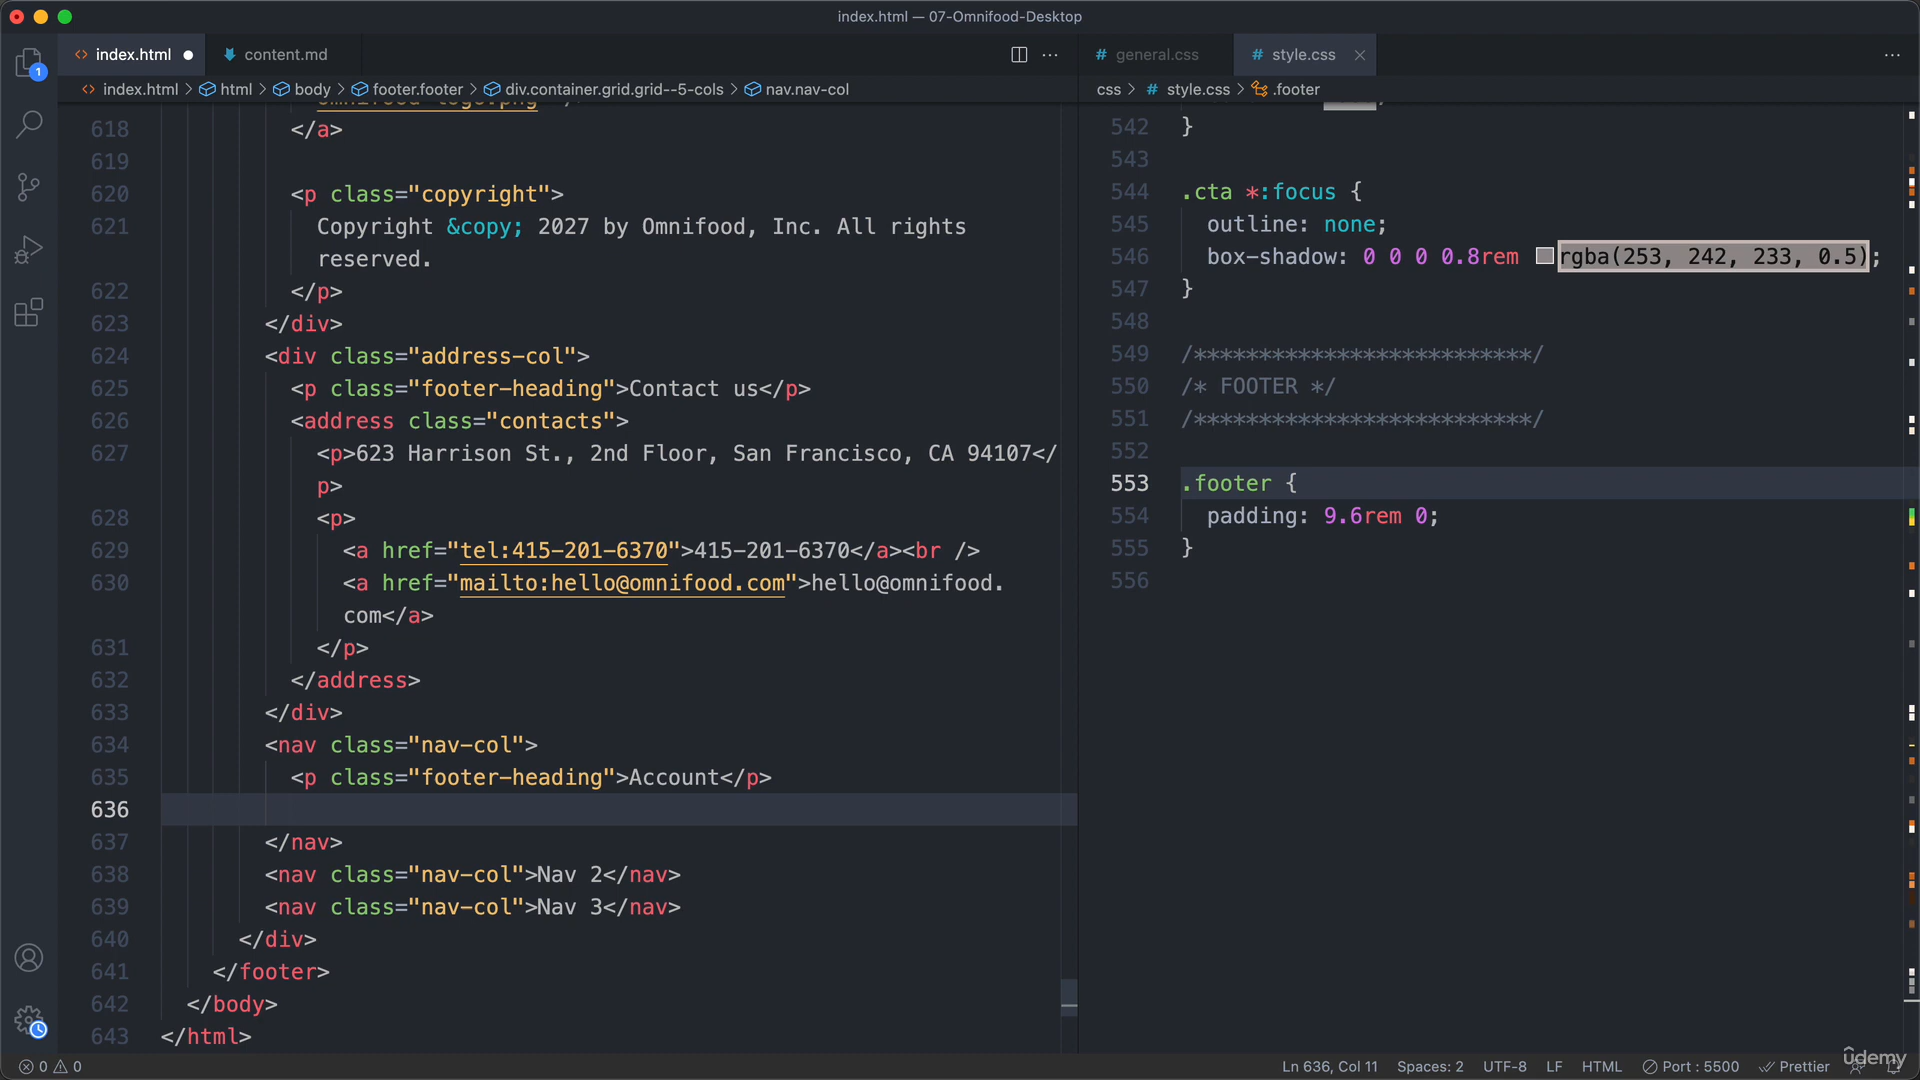 index.html — 07-Omnifood-Desktop
index.html
content.md
general.css
style.css
index.html > html > body > footer.footer > div.container.grid.grid--5-cols > nav.nav-col
css > # style.css > .footer
omnifood-logo.png" />
618 </a>
619
620 <p class="copyright">
621 Copyright &copy; 2027 by Omnifood, Inc. All rights
reserved.
622 </p>
623 </div>
624 <div class="address-col">
625 <p class="footer-heading">Contact us</p>
626 <address class="contacts">
627 <p>623 Harrison St., 2nd Floor, San Francisco, CA 94107</
p>
628 <p>
629 <a href="tel:415-201-6370">415-201-6370</a><br />
630 <a href="mailto:hello@omnifood.com">hello@omnifood.
com</a>
631 </p>
632 </address>
633 </div>
634 <nav class="nav-col">
635 <p class="footer-heading">Account</p>
636
637 </nav>
638 <nav class="nav-col">Nav 2</nav>
639 <nav class="nav-col">Nav 3</nav>
640 </div>
641 </footer>
642 </body>
643 </html>
542 }
543
544 .cta *:focus {
545 outline: none;
546 box-shadow: 0 0 0 0.8rem rgba(253, 242, 233, 0.5);
547 }
548
549 /**************************/
550 /* FOOTER */
551 /**************************/
552
553 .footer {
554 padding: 9.6rem 0;
555 }
556
1
0 0
Ln 636, Col 11
Spaces: 2
UTF-8
LF
HTML
Port : 5500
Prettier
ûdemy